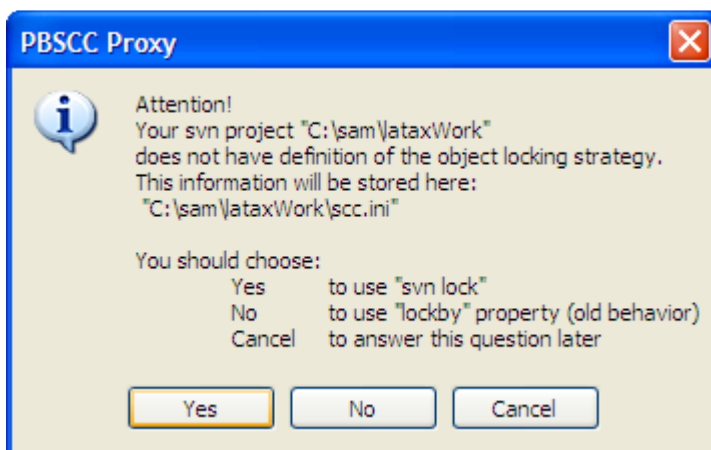 PBSCC Proxy
Attention!
Your svn project "C:\sam\lataxWork"
does not have definition of the object locking strategy.
This information will be stored here:
"C:\sam\lataxWork\scc.ini"
You should choose:
Yes to use "svn lock"
No to use "lockby" property (old behavior)
Cancel to answer this question later
Yes No Cancel